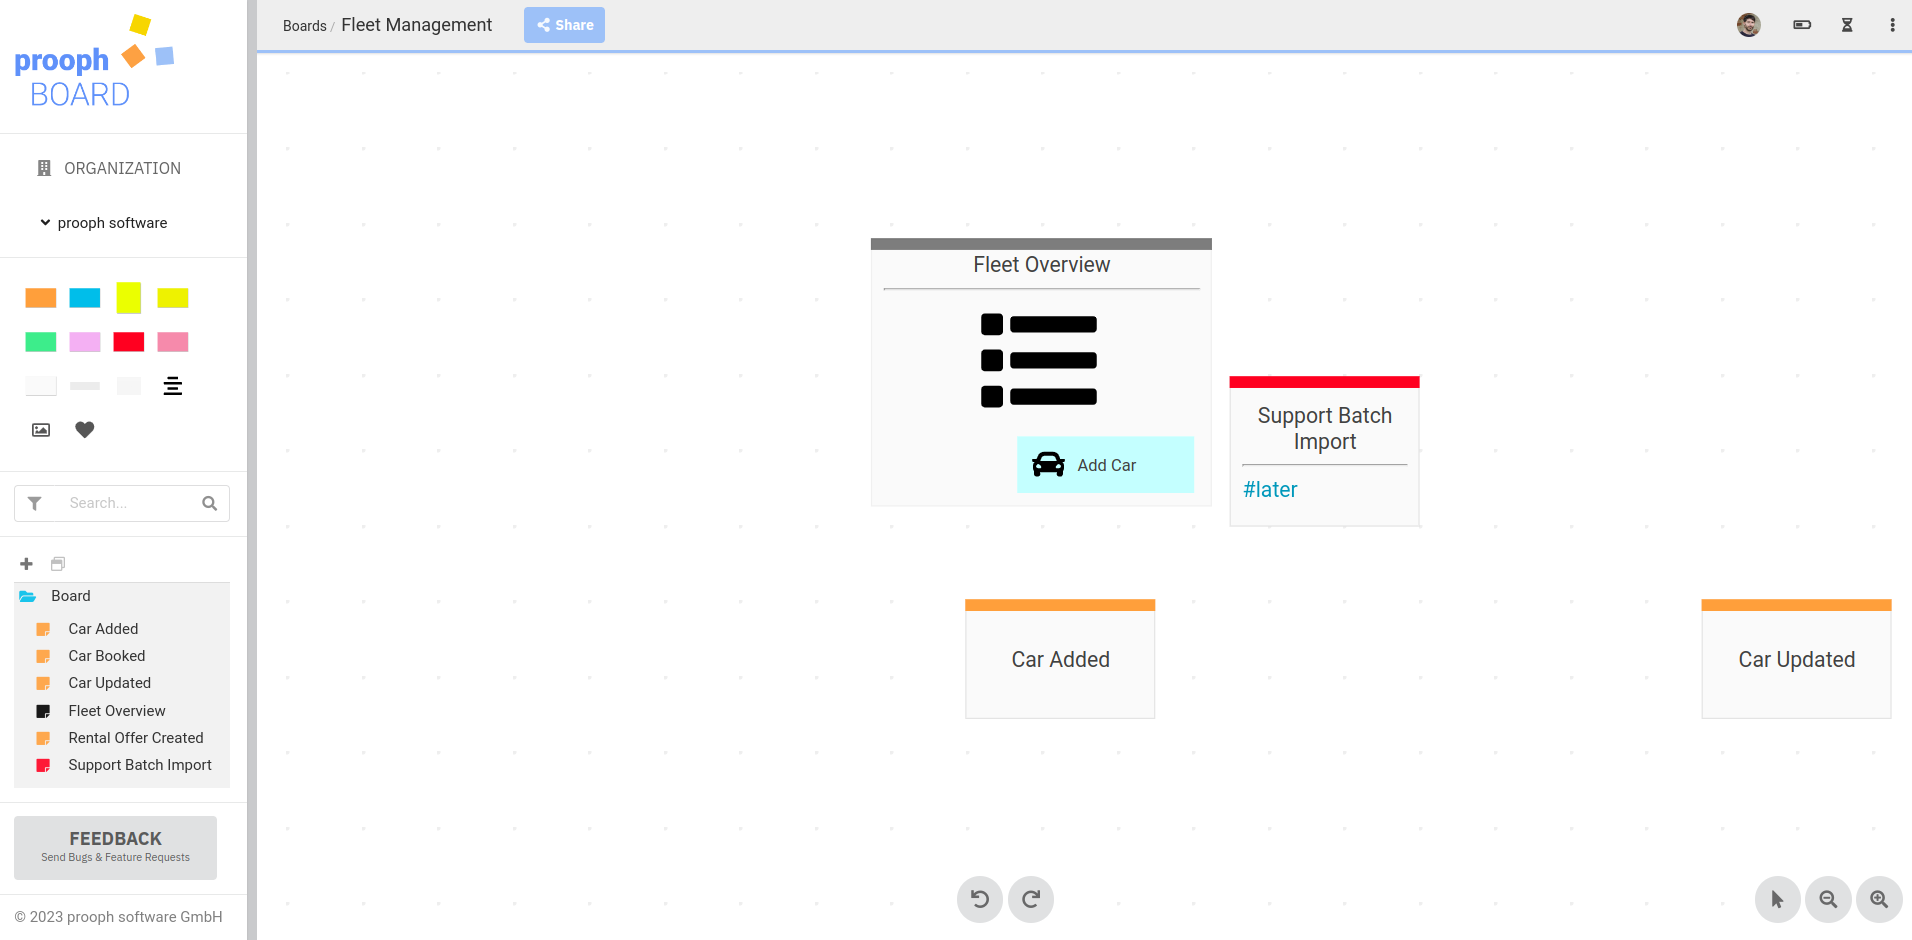 prooph
BOARD
ORGANIZATION
prooph software
Search...
Board
Car Added
Car Booked
Car Updated
Fleet Overview
Rental Offer Created
Support Batch Import
FEEDBACK
Send Bugs & Feature Requests
© 2023 prooph software GmbH
Boards / Fleet Management
Share
Fleet Overview
Add Car
Support Batch
Import
#later
Car Added
Car Updated